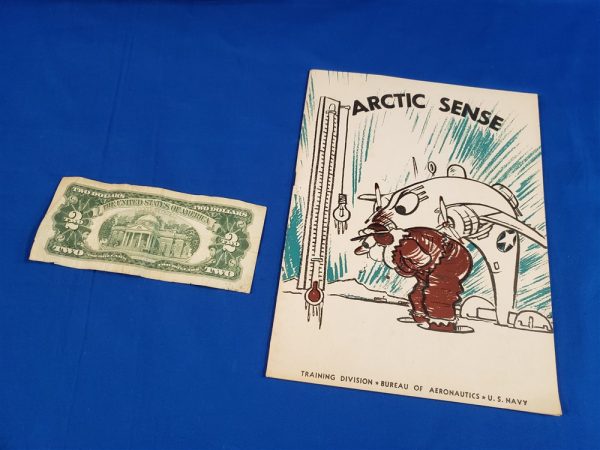 ARCTIC SENSE
TWO DOLLARS
THE UNITED STATES OF AMERICA
TWO DOLLARS
2
2
TWO
TWO
TRAINING DIVISION ★ BUREAU OF AERONAUTICS ★ U. S. NAVY